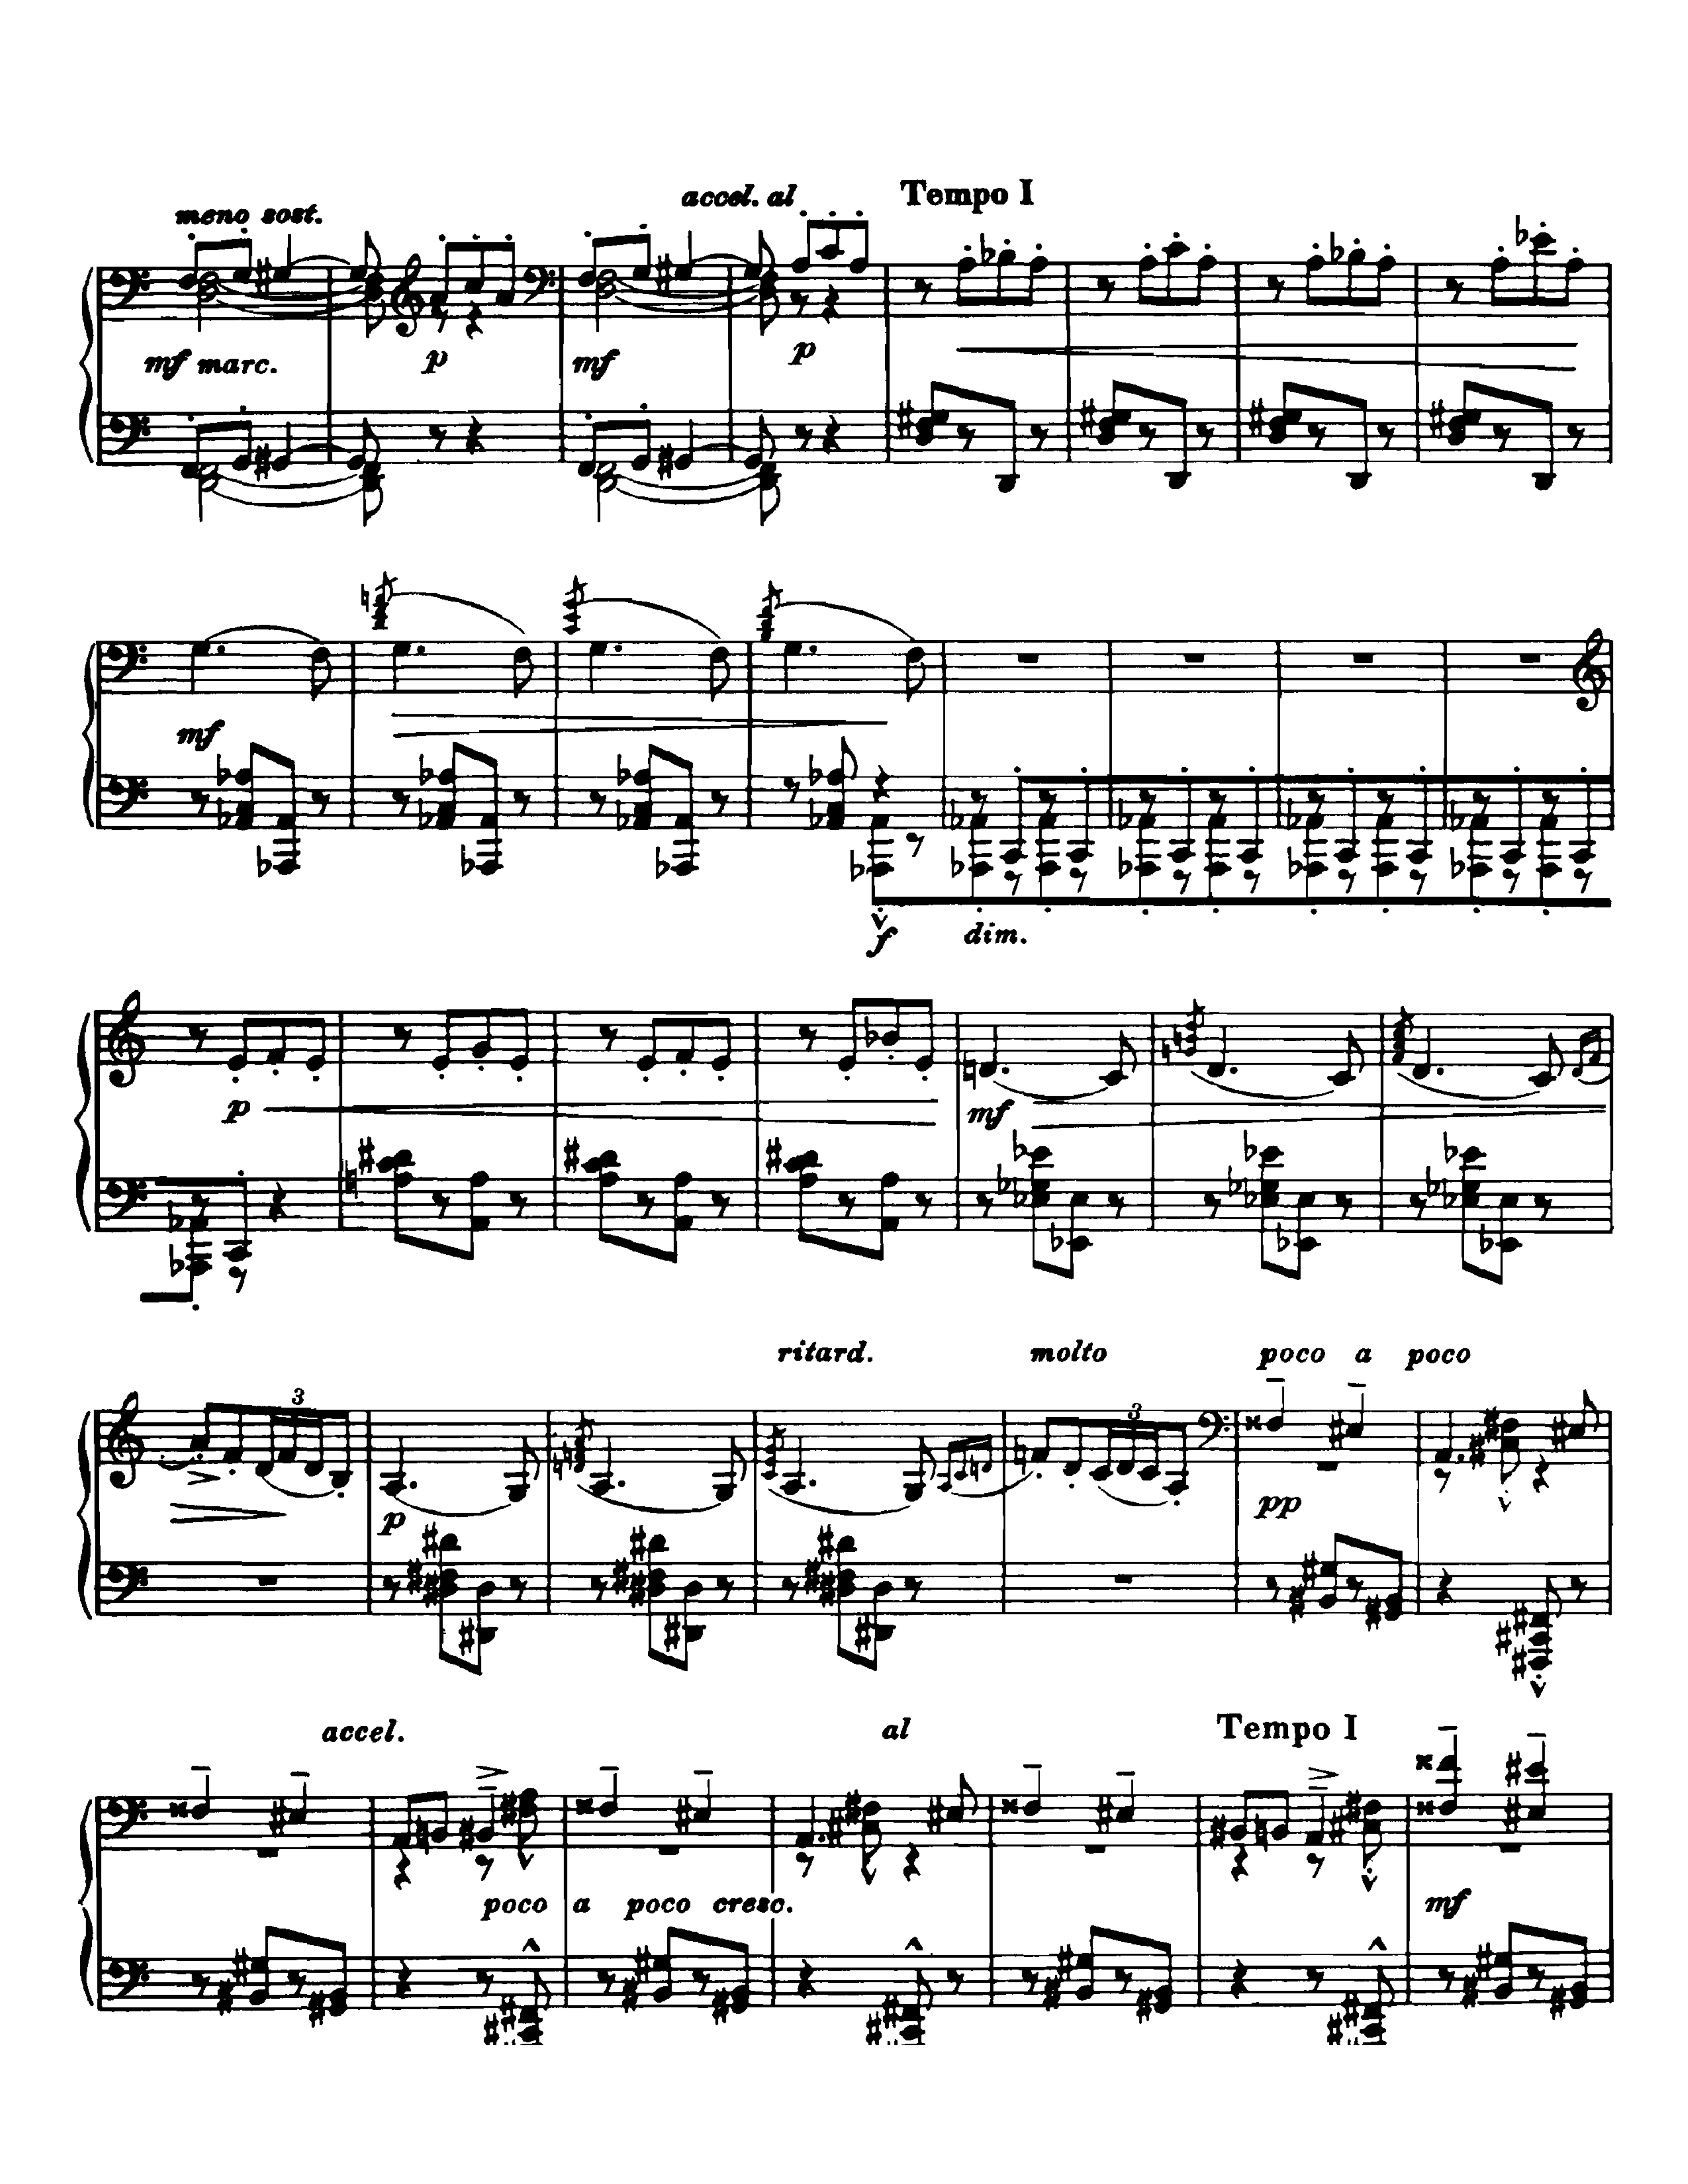 meno sost. accel. al Tempo I
mf marc. p mf p
mf
f dim.
p mf
ritard. molto poco a poco
3 3
p pp
accel. al Tempo I
poco a poco cresc. mf